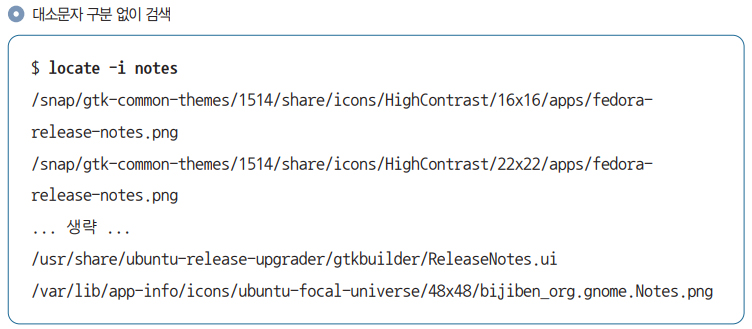 대소문자 구분 없이 검색
$ locate -i notes
/snap/gtk-common-themes/1514/share/icons/HighContrast/16x16/apps/fedora-
release-notes.png
/snap/gtk-common-themes/1514/share/icons/HighContrast/22x22/apps/fedora-
release-notes.png
... 생략 ...
/usr/share/ubuntu-release-upgrader/gtkbuilder/ReleaseNotes.ui
/var/lib/app-info/icons/ubuntu-focal-universe/48x48/bijiben_org.gnome.Notes.png